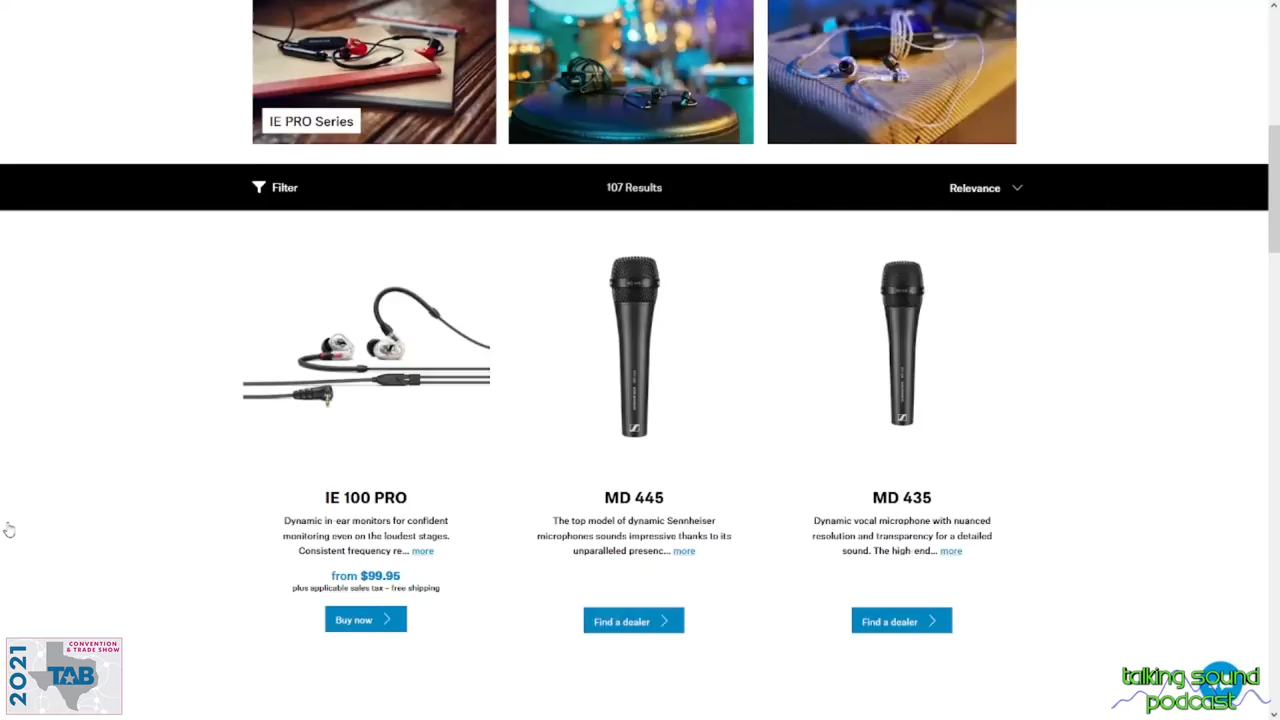 IE PRO Series
Filter
107 Results
Relevance
IE 100 PRO
Dynamic in-ear monitors for confident
monitoring even on the loudest stages.
Consistent frequency re... more
from $99.95
plus applicable sales tax - free shipping
Buy now
MD 445
The top model of dynamic Sennheiser
microphones sounds impressive thanks to its
unparalleled presenc... more
Find a dealer
MD 435
Dynamic vocal microphone with nuanced
resolution and transparency for a detailed
sound. The high-end... more
Find a dealer
2021
CONVENTION
& TRADE SHOW
TAB
talking sound
podcast